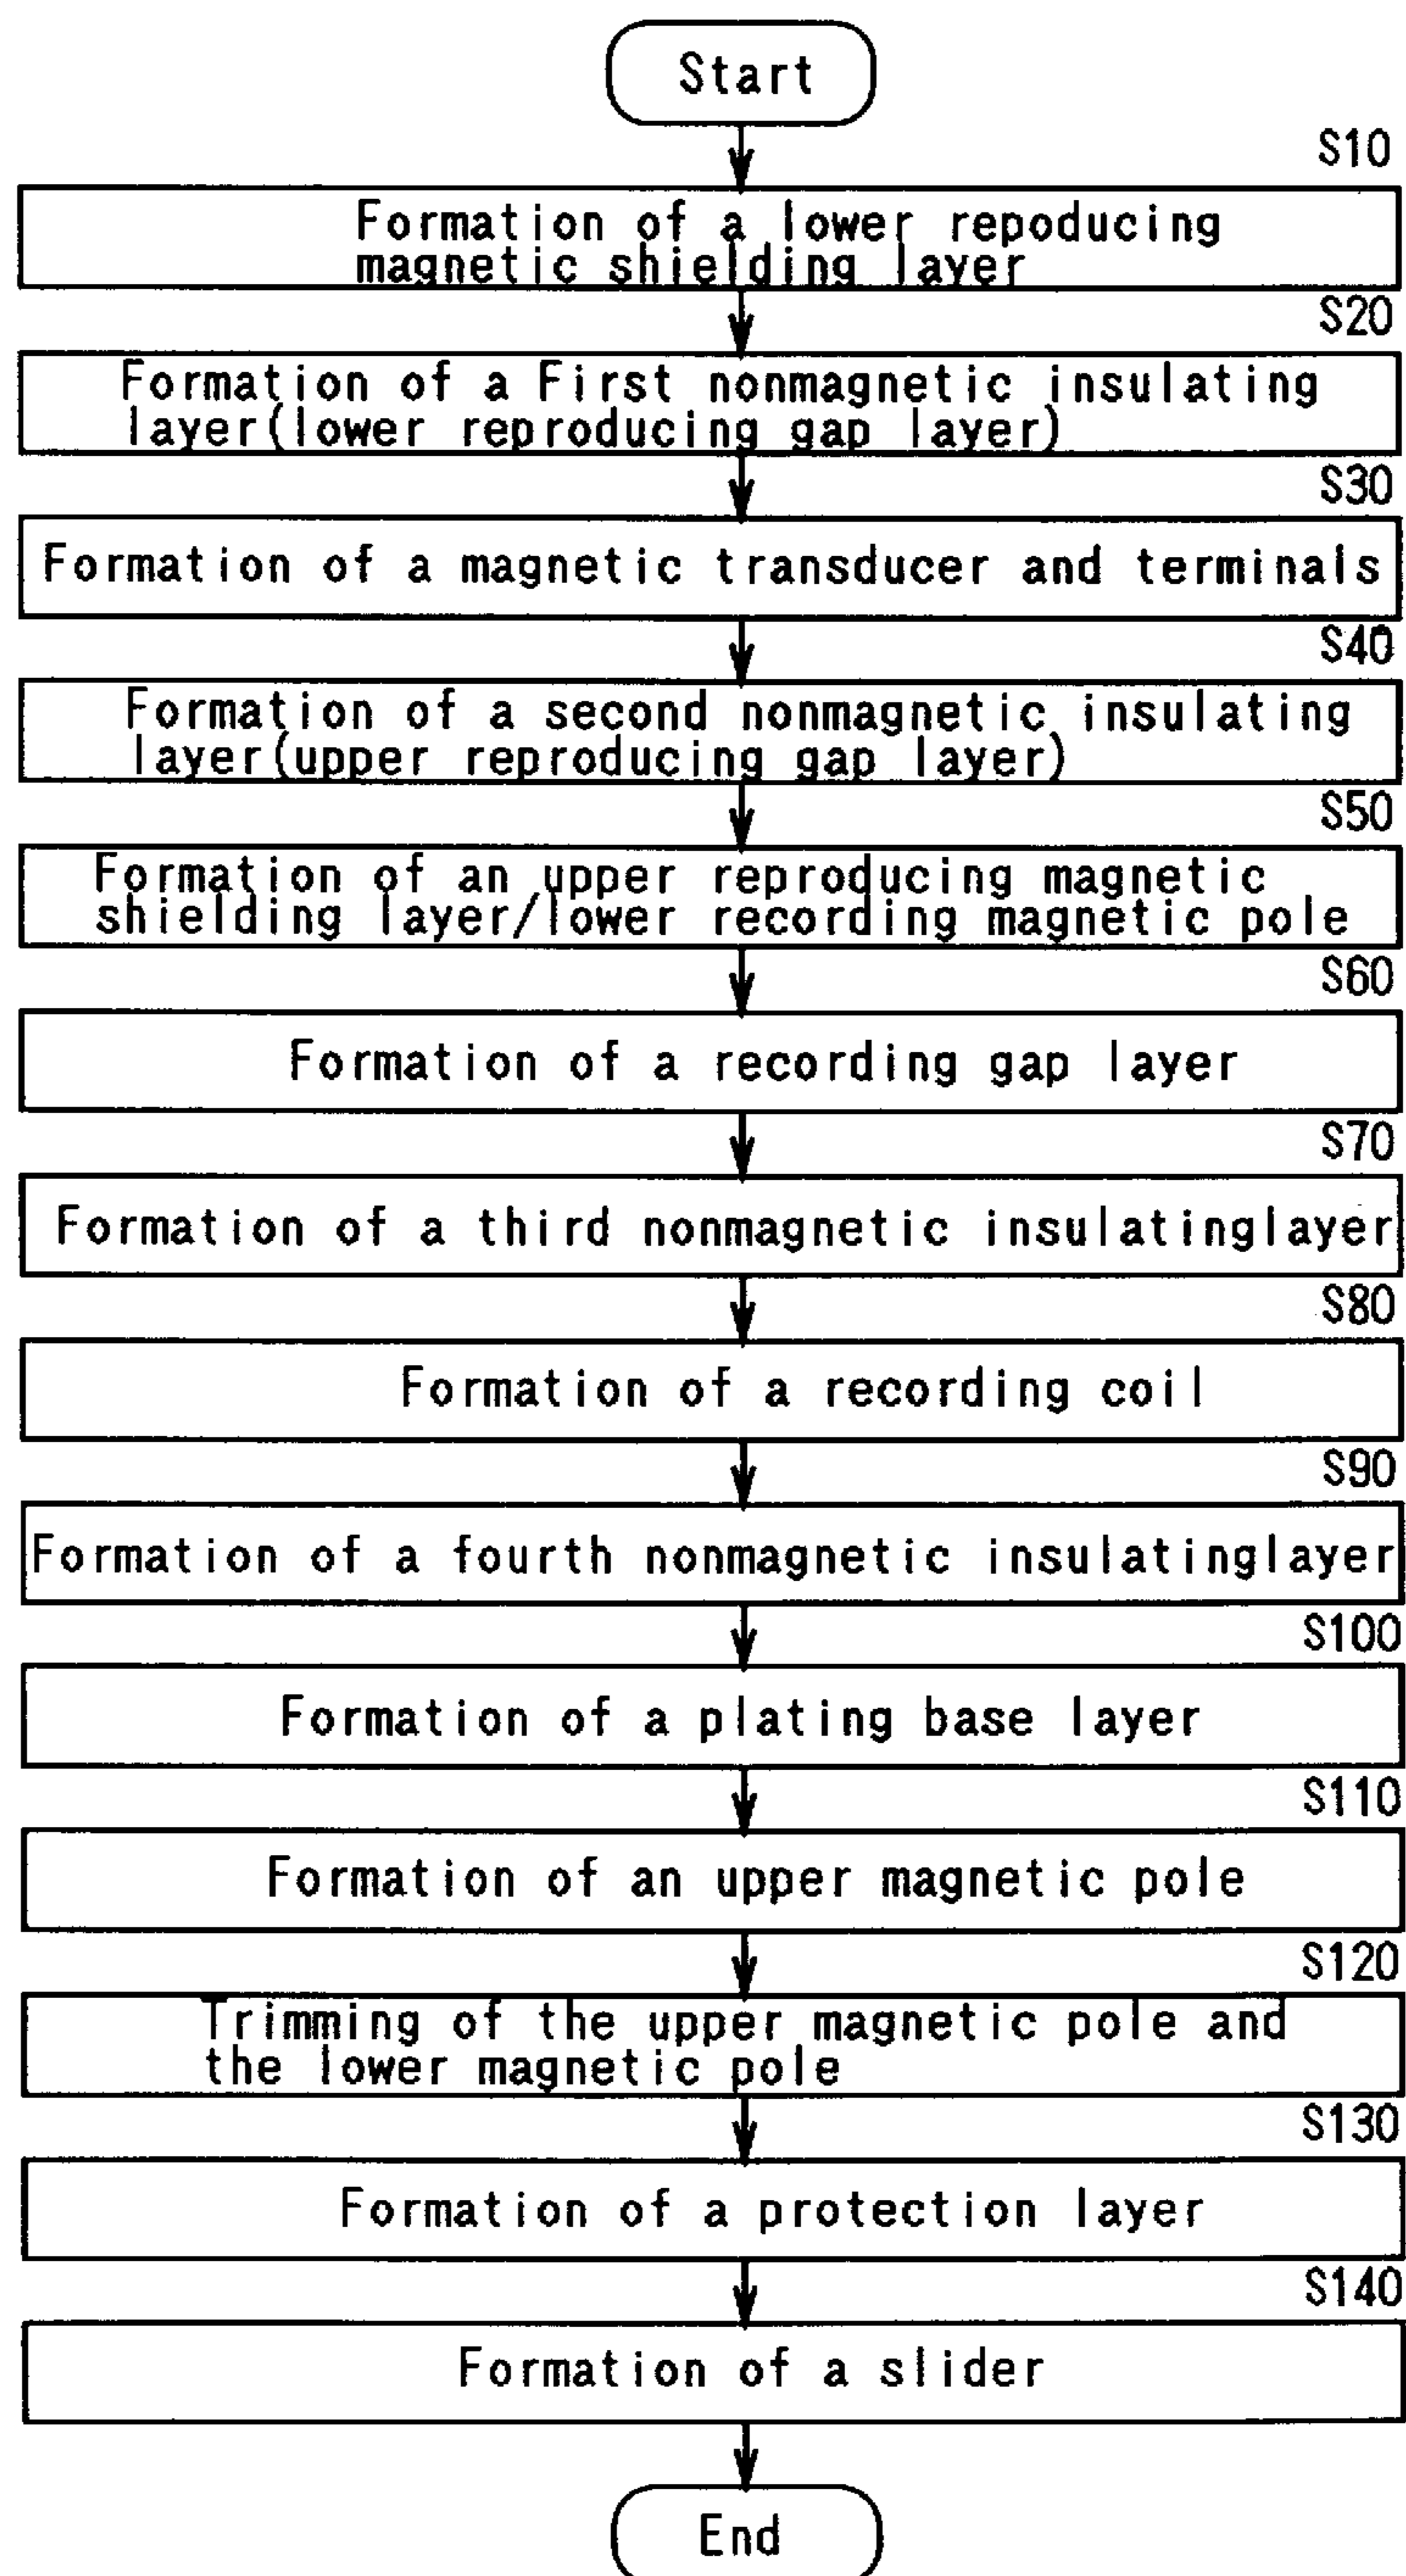 Start
S10
Formation of a lower repoducing
magnetic shielding layer
S20
Formation of a First nonmagnetic insulating
layer(lower reproducing gap layer)
S30
Formation of a magnetic transducer and terminals
S40
Formation of a second nonmagnetic insulating
layer(upper reproducing gap layer)
S50
Formation of an upper reproducing magnetic
shielding layer/lower recording magnetic pole
S60
Formation of a recording gap layer
S70
Formation of a third nonmagnetic insulatinglayer
S80
Formation of a recording coil
S90
Formation of a fourth nonmagnetic insulatinglayer
S100
Formation of a plating base layer
S110
Formation of an upper magnetic pole
S120
Trimming of the upper magnetic pole and
the lower magnetic pole
S130
Formation of a protection layer
S140
Formation of a slider
End